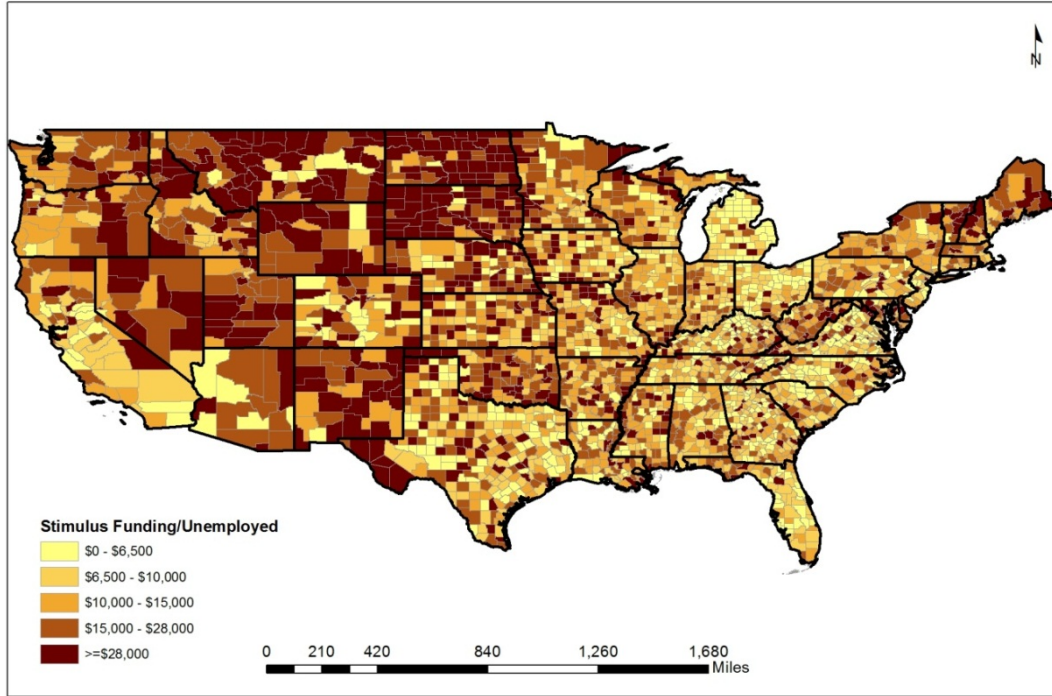 N
Stimulus Funding/Unemployed
$0 - $6,500
$6,500 - $10,000
$10,000 - $15,000
$15,000 - $28,000
>=$28,000
0 210 420 840 1,260 1,680
Miles